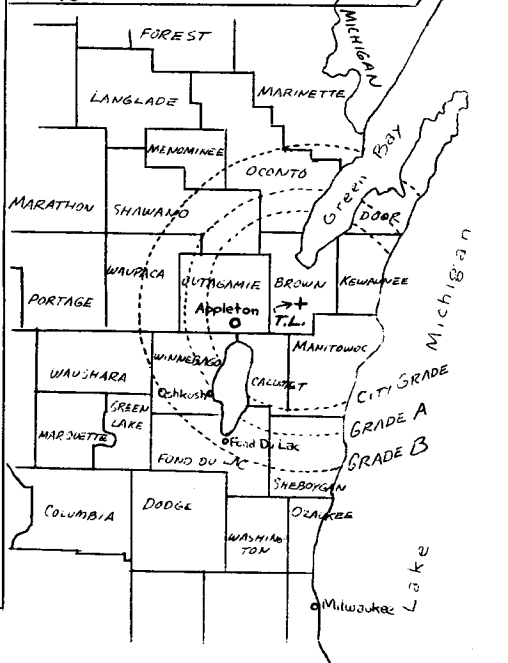 FOREST
MICHIGAN
LANGLADE
MARINETTE
MENOMINEE
Green Bay
OCONTO
MARATHON
SHAWANO
DOOR
WAUPACA
OUTAGAMIE
BROWN
KEWAUNEE
Michigan
PORTAGE
Appleton
T.L.
MANITOWOC
WINNEBAGO
WAUSHARA
CALUMET
CITY GRADE
Oshkosh
GREEN
LAKE
GRADE A
MARQUETTE
Fond Du Lac
GRADE B
FOND DU LAC
SHEBOYGAN
COLUMBIA
DODGE
OZAUKEE
WASHING
TON
Lake
Milwaukee